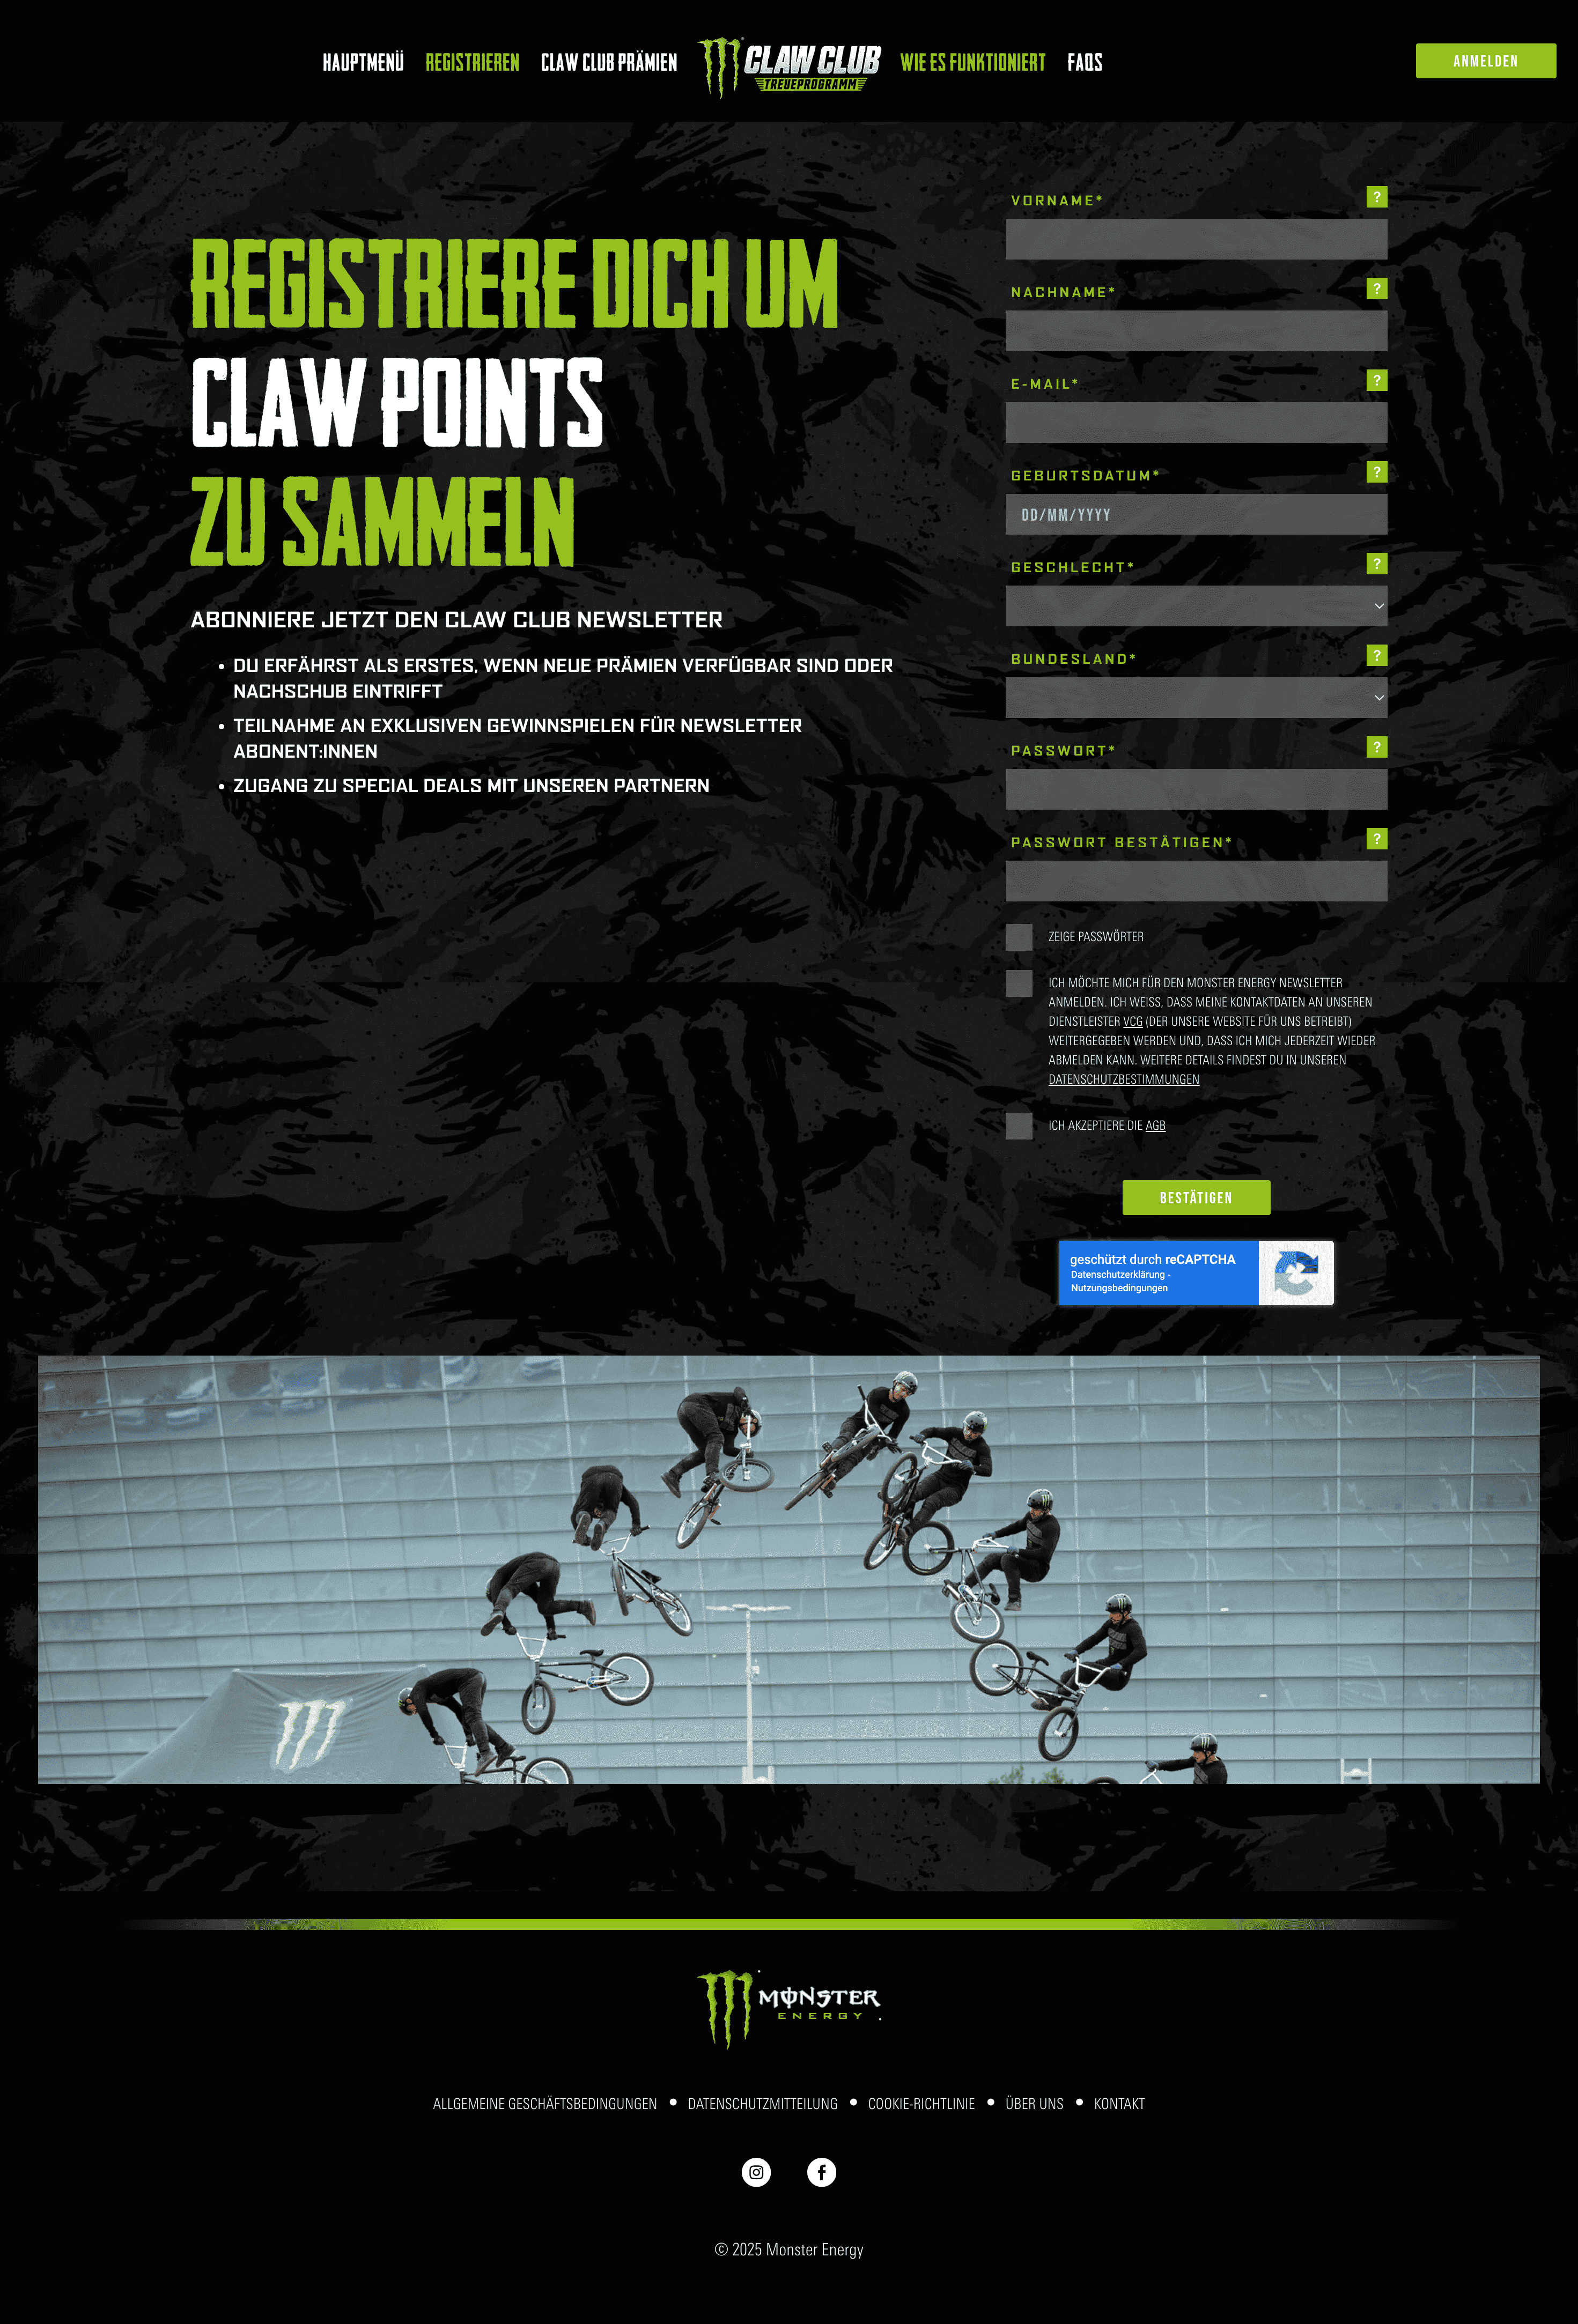 HAUPTMENÜ
REGISTRIEREN
CLAW CLUB PRÄMIEN
CLAW CLUB
TREUEPROGRAMM
WIE ES FUNKTIONIERT
FAQS
ANMELDEN
REGISTRIERE DICH UM
CLAW POINTS
ZU SAMMELN
ABONNIERE JETZT DEN CLAW CLUB NEWSLETTER
• DU ERFÄHRST ALS ERSTES, WENN NEUE PRÄMIEN VERFÜGBAR SIND ODER
NACHSCHUB EINTRIFFT
• TEILNAHME AN EXKLUSIVEN GEWINNSPIELEN FÜR NEWSLETTER
ABONENT:INNEN
• ZUGANG ZU SPECIAL DEALS MIT UNSEREN PARTNERN
VORNAME*
?
NACHNAME*
?
E-MAIL*
?
GEBURTSDATUM*
?
DD/MM/YYYY
GESCHLECHT*
?
BUNDESLAND*
?
PASSWORT*
?
PASSWORT BESTÄTIGEN*
?
ZEIGE PASSWÖRTER
ICH MÖCHTE MICH FÜR DEN MONSTER ENERGY NEWSLETTER
ANMELDEN. ICH WEISS, DASS MEINE KONTAKTDATEN AN UNSEREN
DIENSTLEISTER VCG (DER UNSERE WEBSITE FÜR UNS BETREIBT)
WEITERGEGEBEN WERDEN UND, DASS ICH MICH JEDERZEIT WIEDER
ABMELDEN KANN. WEITERE DETAILS FINDEST DU IN UNSEREN
DATENSCHUTZBESTIMMUNGEN
ICH AKZEPTIERE DIE AGB
BESTÄTIGEN
geschützt durch reCAPTCHA
Datenschutzerklärung -
Nutzungsbedingungen
MONSTER
ENERGY
ALLGEMEINE GESCHÄFTSBEDINGUNGEN • DATENSCHUTZMITTEILUNG • COOKIE-RICHTLINIE • ÜBER UNS • KONTAKT
© 2025 Monster Energy